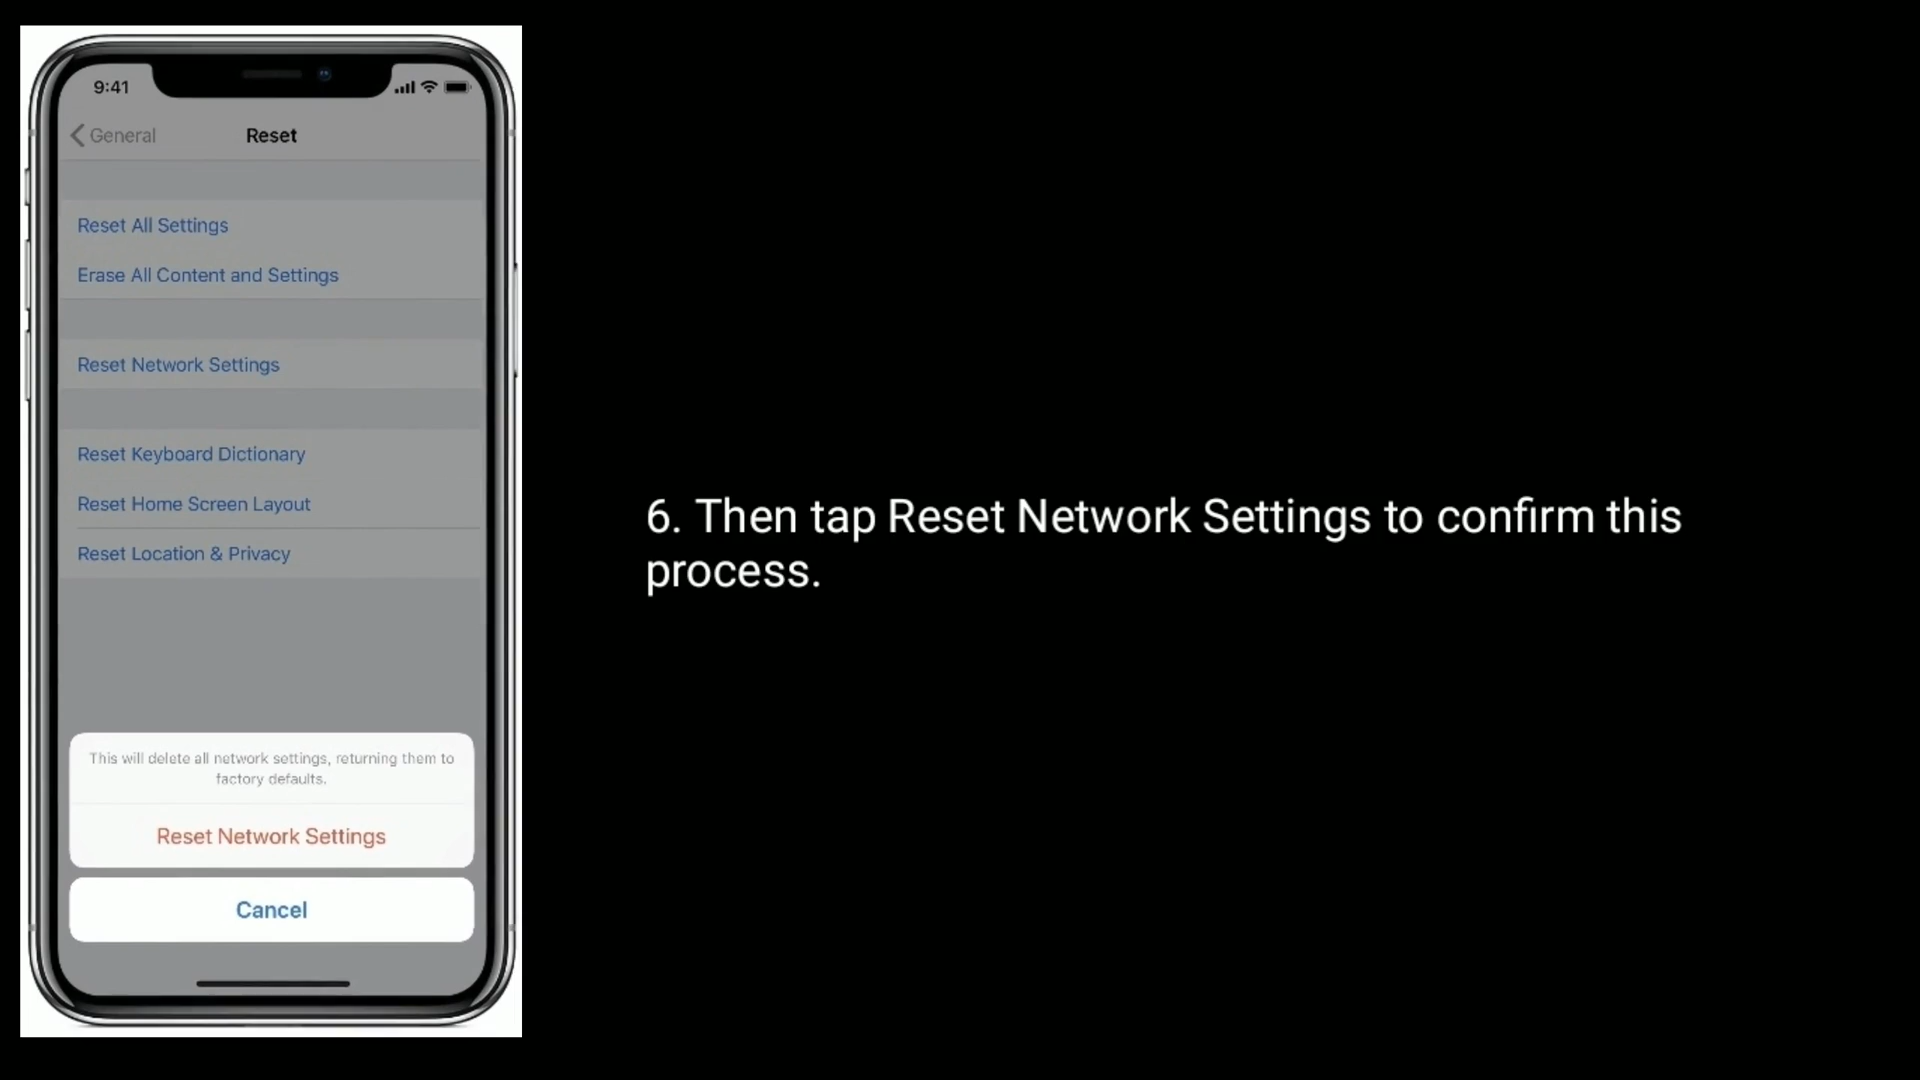 9:41
General
Reset
Reset All Settings
Erase All Content and Settings
Reset Network Settings
Reset Keyboard Dictionary
Reset Home Screen Layout
Reset Location & Privacy
This will delete all network settings, returning them to
factory defaults.
Reset Network Settings
Cancel
6. Then tap Reset Network Settings to confirm this
process.